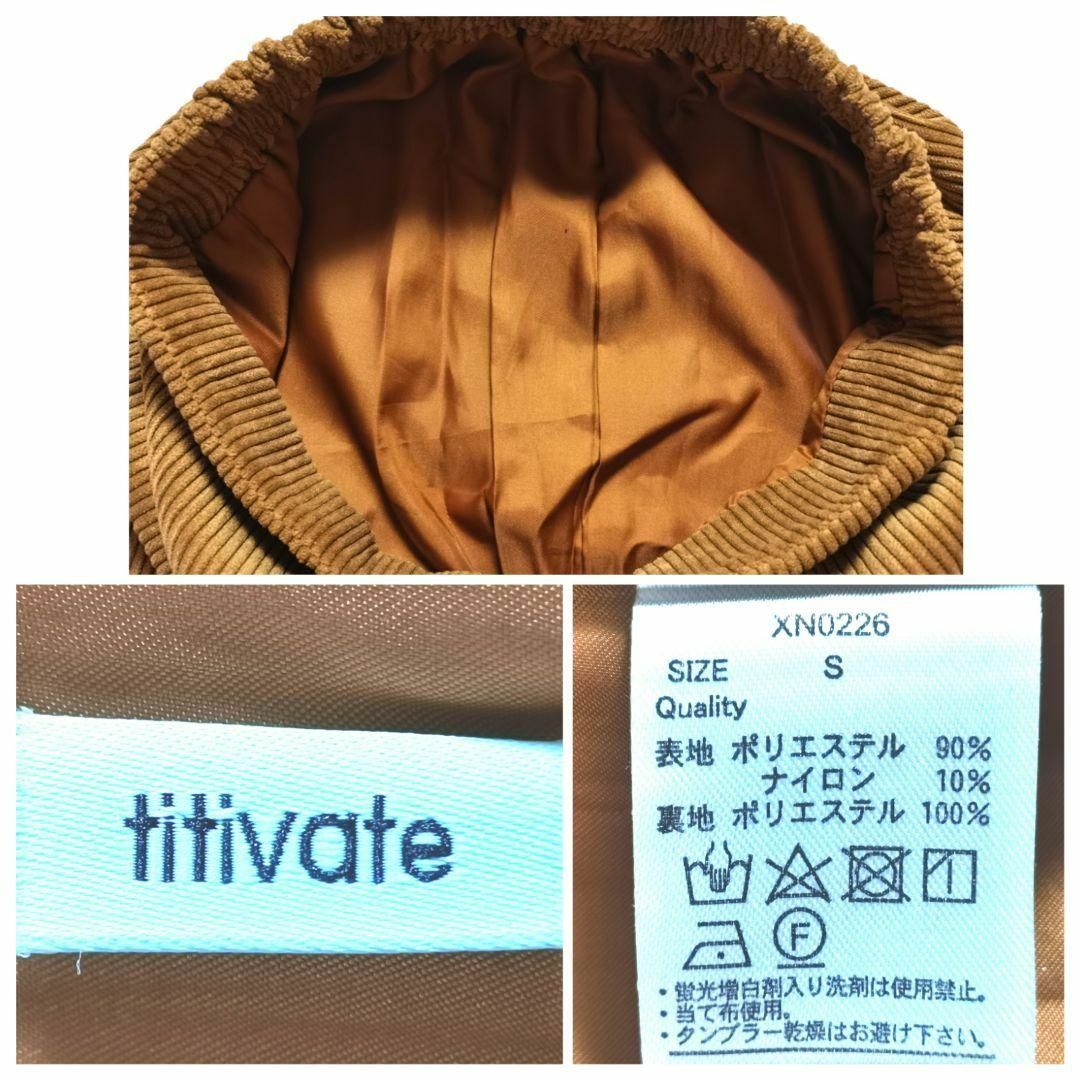 titivate
XN0226
SIZE S
Quality
表地 ポリエステル 90%
ナイロン 10%
裏地 ポリエステル 100%
F
・蛍光増白剤入り洗剤は使用禁止。
・当て布使用。
・タンブラー乾燥はお避け下さい。